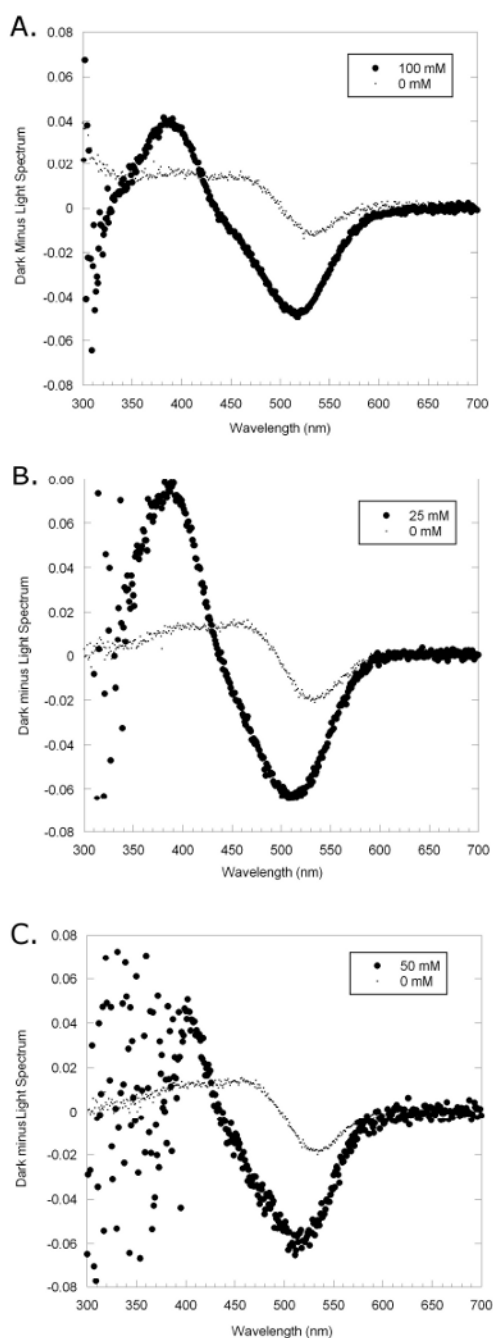 A.
0.08
0.06
0.04
0.02
0
-0.02
-0.04
-0.06
-0.08
Dark Minus Light Spectrum
100 mM
0 mM
300 350 400 450 500 550 600 650 700
Wavelength (nm)
B.
0.08
0.06
0.04
0.02
0
-0.02
-0.04
-0.06
-0.08
Dark minus Light Spectrum
25 mM
0 mM
300 350 400 450 500 550 600 650 700
Wavelength (nm)
C.
0.08
0.06
0.04
0.02
0
-0.02
-0.04
-0.06
-0.08
Dark minus Light Spectrum
50 mM
0 mM
300 350 400 450 500 550 600 650 700
Wavelength (nm)